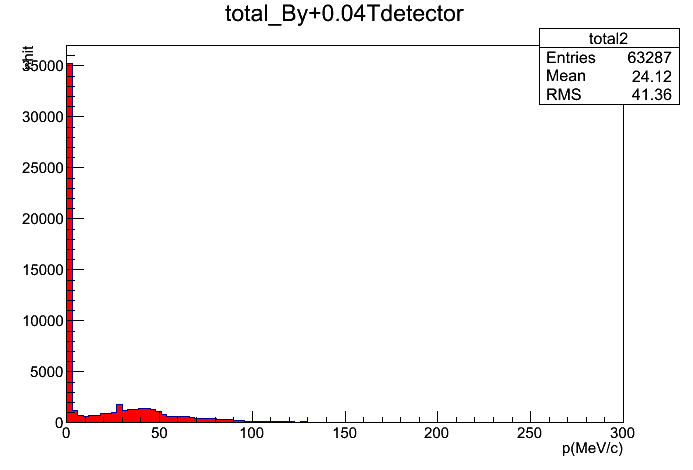 total_By+0.04Tdetector
total2
Entries 63287
Mean 24.12
RMS 41.36
35000
30000
25000
20000
15000
10000
5000
0
0 50 100 150 200 250 300
p(MeV/c)